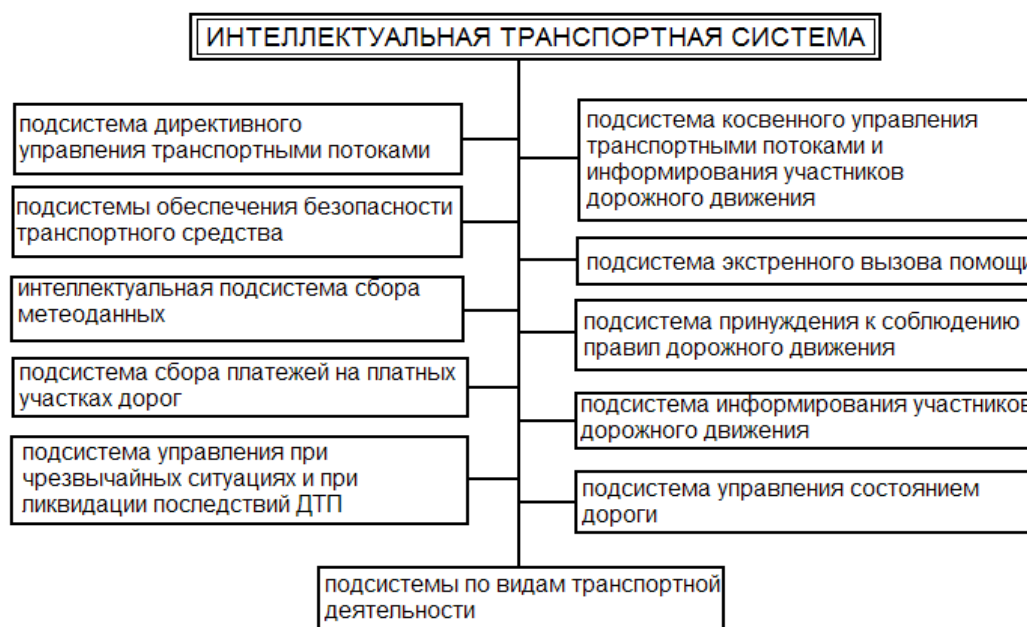 ИНТЕЛЛЕКТУАЛЬНАЯ ТРАНСПОРТНАЯ СИСТЕМА
подсистема директивного
управления транспортными потоками
подсистемы обеспечения безопасности
транспортного средства
интеллектуальная подсистема сбора
метеоданных
подсистема сбора платежей на платных
участках дорог
подсистема управления при
чрезвычайных ситуациях и при
ликвидации последствий ДТП
подсистема косвенного управления
транспортными потоками и
информирования участников
дорожного движения
подсистема экстренного вызова помощи
подсистема принуждения к соблюдению
правил дорожного движения
подсистема информирования участников
дорожного движения
подсистема управления состоянием
дороги
подсистемы по видам транспортной
деятельности